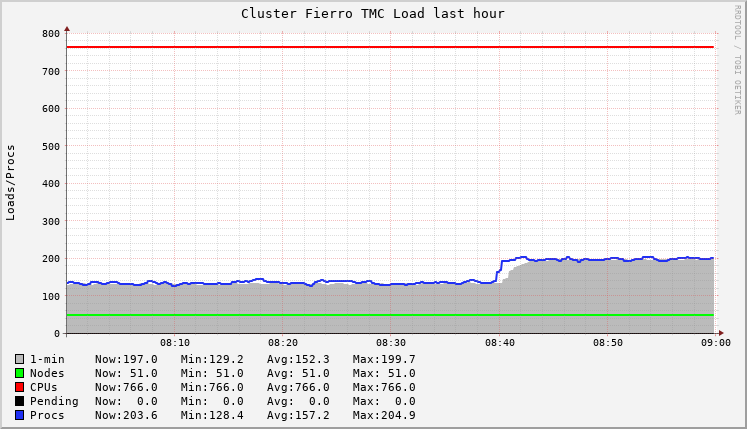 Cluster Fierro TMC Load last hour
RRDTOOL / TOBI OETIKER
Loads/Procs
800
700
600
500
400
300
200
100
0
08:10 08:20 08:30 08:40 08:50 09:00
1-min Now:197.0 Min:129.2 Avg:152.3 Max:199.7
Nodes Now: 51.0 Min: 51.0 Avg: 51.0 Max: 51.0
CPUs Now:766.0 Min:766.0 Avg:766.0 Max:766.0
Pending Now: 0.0 Min: 0.0 Avg: 0.0 Max: 0.0
Procs Now:203.6 Min:128.4 Avg:157.2 Max:204.9